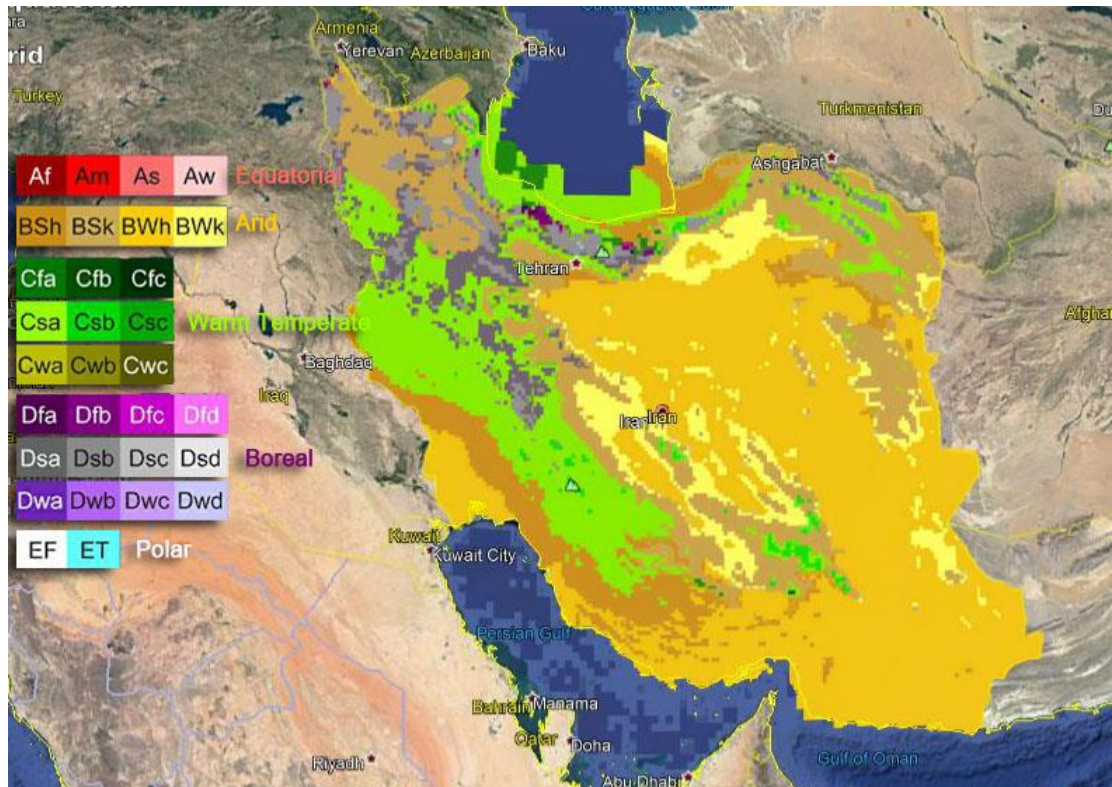 Armenia
Yerevan
Azerbaijan
Baku
Turkey
Turkmenistan
Ashgabat
Af Am As Aw Equatorial
BSh BSk BWh BWk Arid
Cfa Cfb Cfc
Csa Csb Csc Warm Temperate
Cwa Cwb Cwc
Dfa Dfb Dfc Dfd
Dsa Dsb Dsc Dsd Boreal
Dwa Dwb Dwc Dwd
EF ET Polar
Tehran
Baghdad
Iraq
Iran Iran
Kuwait
Kuwait City
Persian Gulf
Bahrain Manama
Qatar
Doha
Riyadh
Abu Dhabi
Gulf of Oman